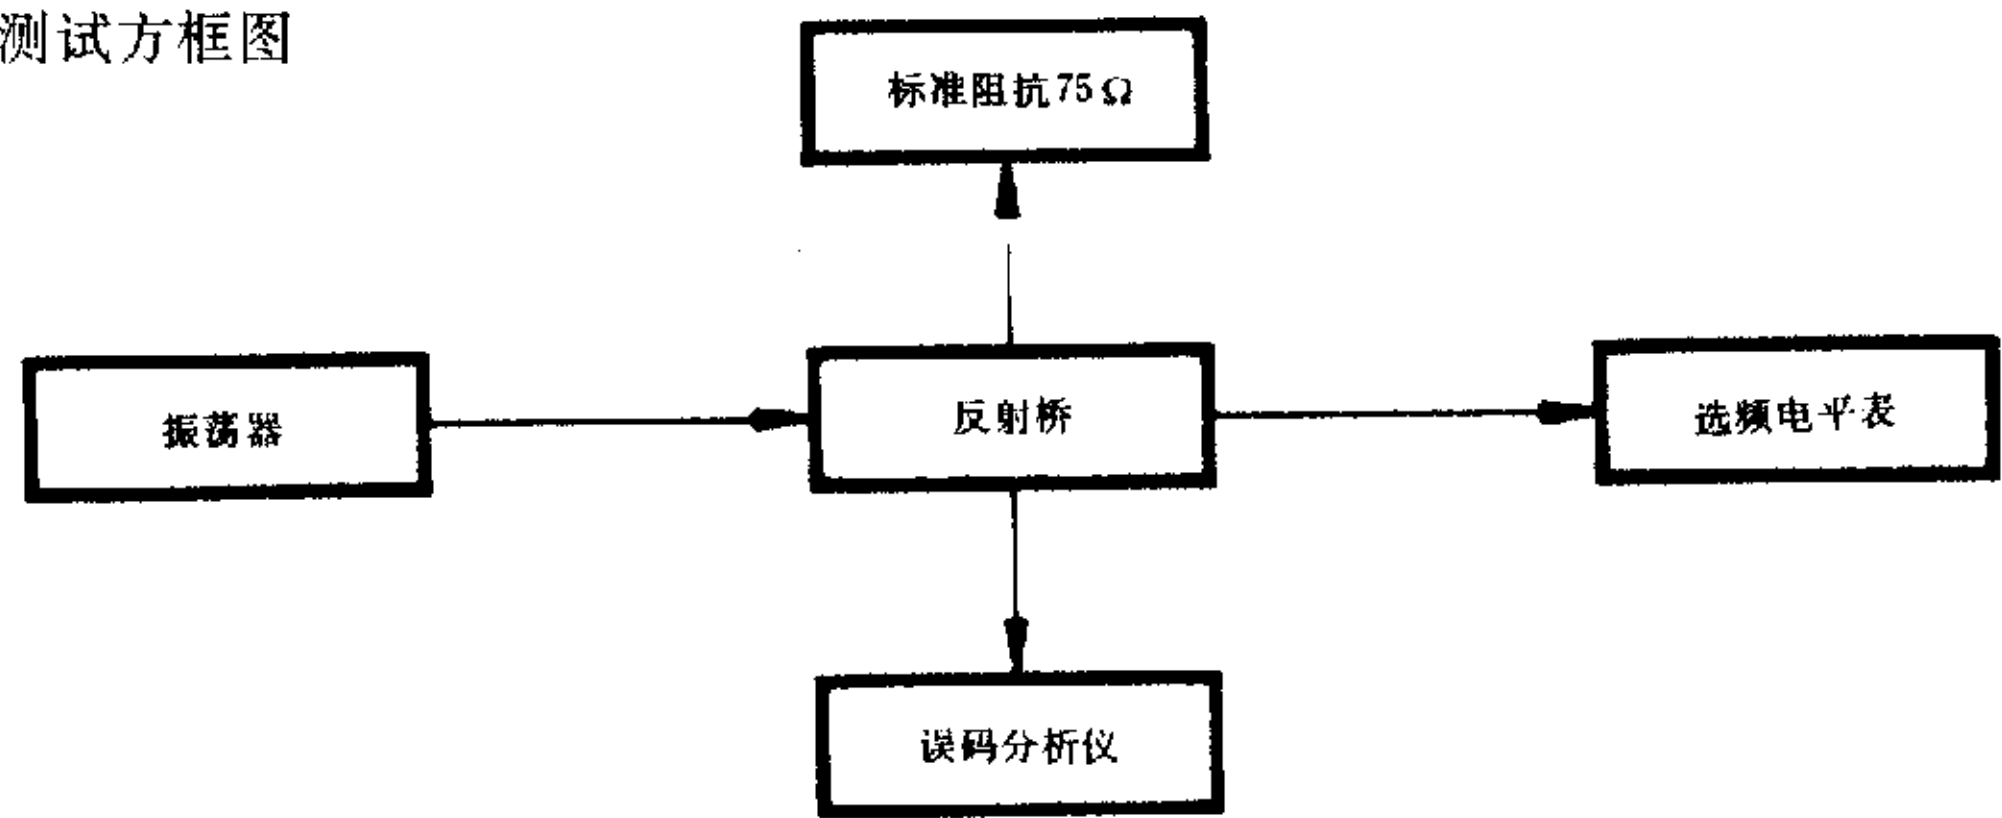 测试方框图
标准阻抗75Ω
振荡器
反射桥
选频电平表
误码分析仪